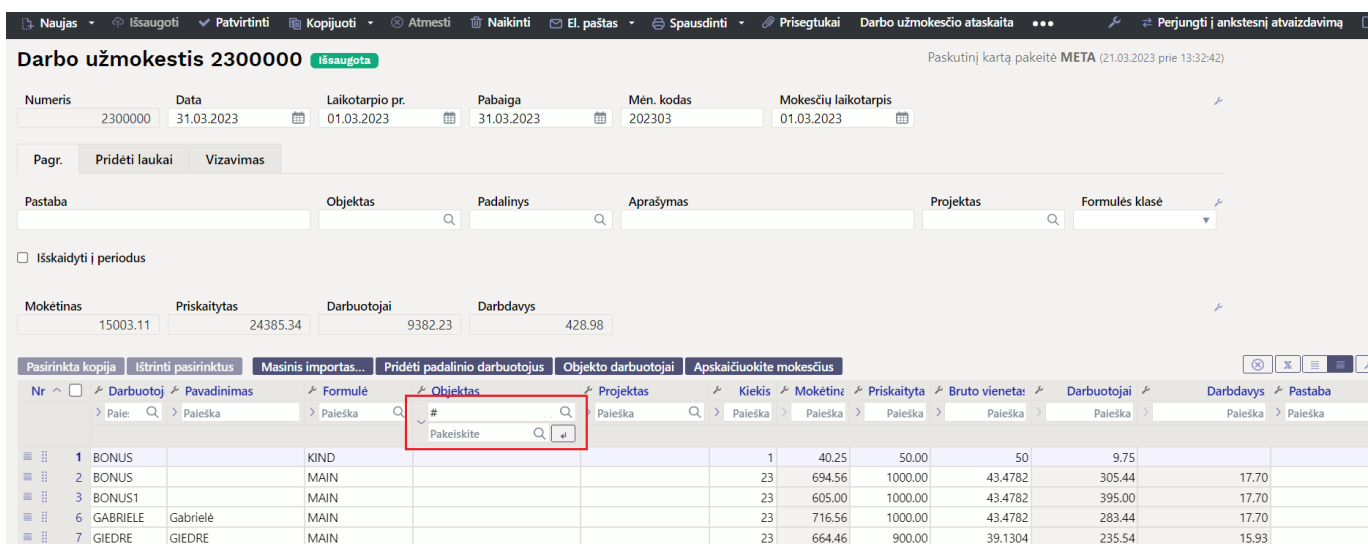 Naujas Išsaugoti Patvirtinti Kopijuoti Atmesti Naikinti El. paštas Spausdinti Prisegtukai Darbo užmokesčio ataskaita Perjungti į ankstesnį atvaizdavimą
Darbo užmokestis 2300000 Išsaugota Paskutinį kartą pakeitė META (21.03.2023 prie 13:32:42)
Numeris Data Laikotarpio pr. Pabaiga Mėn. kodas Mokesčių laikotarpis
2300000 31.03.2023 01.03.2023 31.03.2023 202303 01.03.2023
Pagr. Pridėti laukai Vizavimas
Pastaba Objektas Padalinys Aprašymas Projektas Formulės klasė
Išskaidyti į periodus
Mokėtinas Priskaitytas Darbuotojai Darbdavys
15003.11 24385.34 9382.23 428.98
Pasirinkta kopija Ištrinti pasirinktus Masinis importas... Pridėti padalinio darbuotojus Objekto darbuotojai Apskaičiuokite mokesčius
Nr Darbuotoj Pavadinimas Formulė Objektas Projektas Kiekis Mokėtina Priskaityta Bruto vienetas Darbuotojai Darbdavys Pastaba
Paie: Paieška Paieška # Paieška Paieška Paieška Paieška Paieška Paieška Paieška Paieška
Pakeiskite
1 BONUS KIND 1 40.25 50.00 50 9.75
2 BONUS MAIN 23 694.56 1000.00 43.4782 305.44 17.70
3 BONUS1 MAIN 23 605.00 1000.00 43.4782 395.00 17.70
6 GABRIELE Gabrielė MAIN 23 716.56 1000.00 43.4782 283.44 17.70
7 GIEDRE GIEDRE MAIN 23 664.46 900.00 39.1304 235.54 15.93